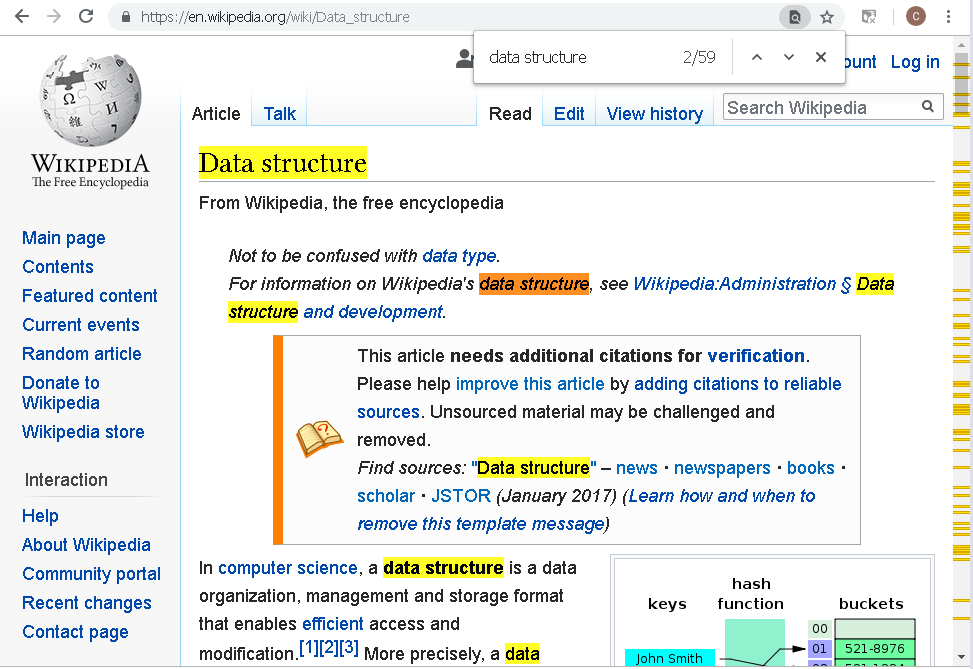 https://en.wikipedia.org/wiki/Data_structure
C
data structure 2/59
ount Log in
Article Talk Read Edit View history Search Wikipedia
WIKIPEDIA
The Free Encyclopedia
Main page
Contents
Featured content
Current events
Random article
Donate to
Wikipedia
Wikipedia store
Interaction
Help
About Wikipedia
Community portal
Recent changes
Contact page
Data structure
From Wikipedia, the free encyclopedia
Not to be confused with data type.
For information on Wikipedia's data structure, see Wikipedia:Administration § Data
structure and development.
This article needs additional citations for verification.
Please help improve this article by adding citations to reliable
sources. Unsourced material may be challenged and
removed.
Find sources: "Data structure" – news · newspapers · books ·
scholar · JSTOR (January 2017) (Learn how and when to
remove this template message)
In computer science, a data structure is a data
organization, management and storage format
that enables efficient access and
modification.[1][2][3] More precisely, a data
hash
keys function buckets
00
01 521-8976
John Smith